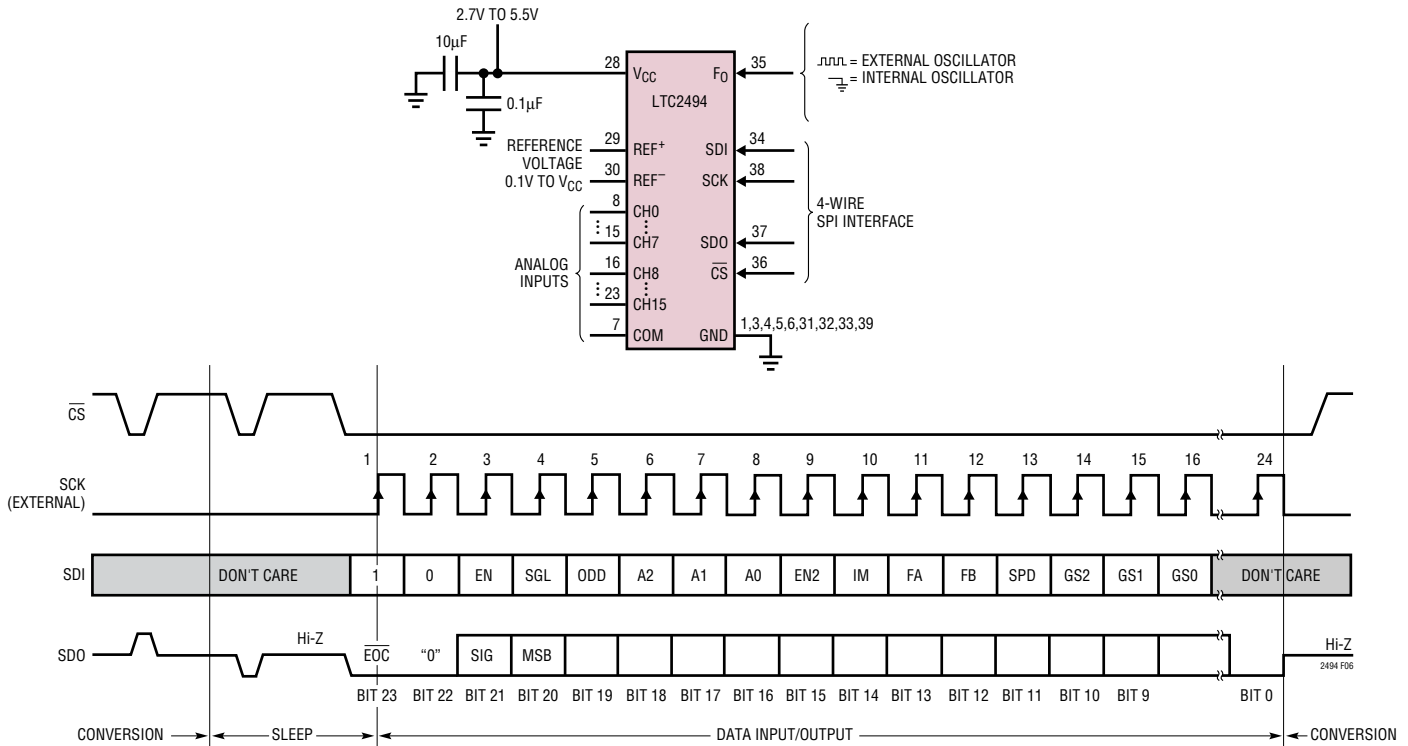 2.7V TO 5.5V
10µF
0.1µF
28
VCC
LTC2494
FO
35
= EXTERNAL OSCILLATOR
= INTERNAL OSCILLATOR
REFERENCE
VOLTAGE
0.1V TO VCC
29
REF+
30
REF–
SDI
34
SCK
38
SDO
37
CS
36
4-WIRE
SPI INTERFACE
ANALOG
INPUTS
8
CH0
15
CH7
16
CH8
23
CH15
7
COM
GND
1,3,4,5,6,31,32,33,39
CS
1 2 3 4 5 6 7 8 9 10 11 12 13 14 15 16 24
SCK
(EXTERNAL)
SDI DON'T CARE 1 0 EN SGL ODD A2 A1 A0 EN2 IM FA FB SPD GS2 GS1 GS0 DON'T CARE
SDO Hi-Z EOC “0” SIG MSB Hi-Z
2494 F06
BIT 23 BIT 22 BIT 21 BIT 20 BIT 19 BIT 18 BIT 17 BIT 16 BIT 15 BIT 14 BIT 13 BIT 12 BIT 11 BIT 10 BIT 9 BIT 0
CONVERSION SLEEP DATA INPUT/OUTPUT CONVERSION